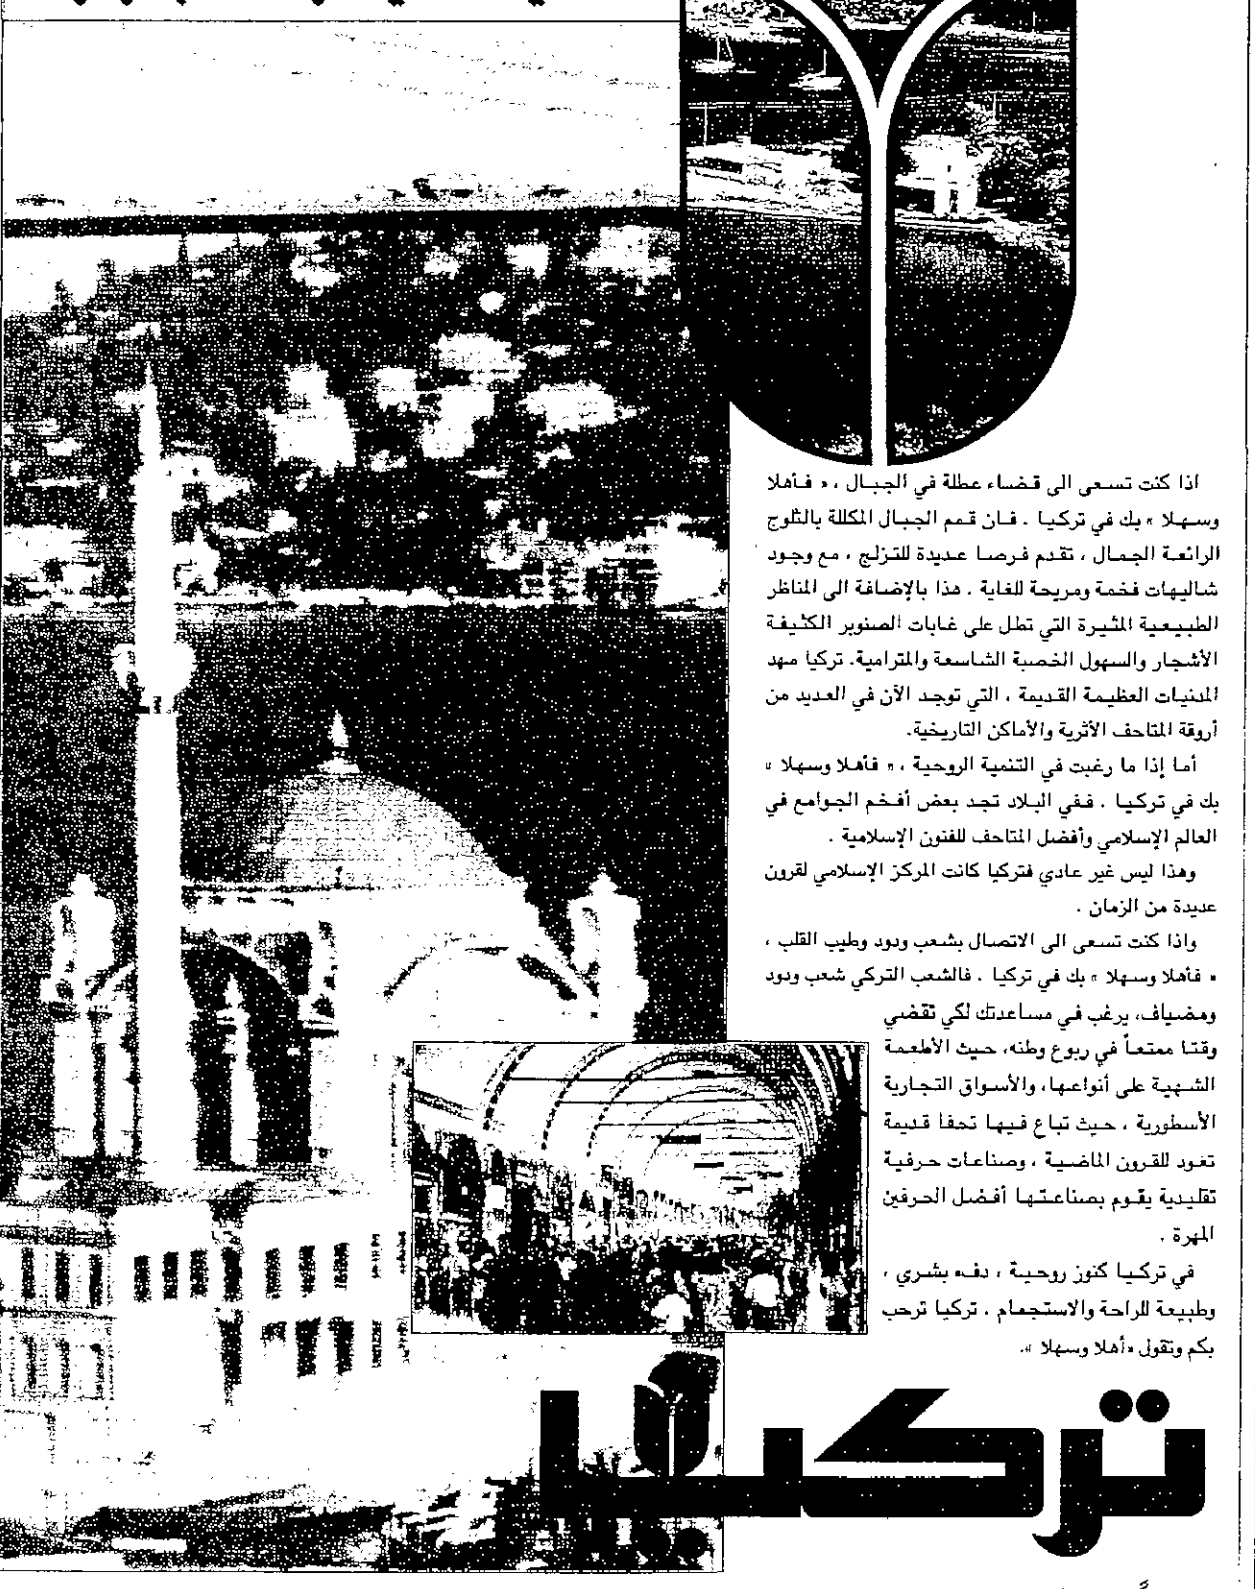 اذا كنت تسعى الى قضاء عطلة في الجبال ، « فأهلا
وسهلا » بك في تركيا . فان قمم الجبال المكللة بالثلوج
الرائعة الجمال ، تقدم فرصا عديدة للتزلج ، مع وجود
شاليهات فخمة ومريحة للغاية . هذا بالإضافة الى المناظر
الطبيعية المثيرة التي تطل على غابات الصنوبر الكثيفة
الأشجار والسهول الخصبة الشاسعة والمترامية. تركيا مهد
المدنيات العظيمة القديمة ، التي توجد الآن في العديد من
أروقة المتاحف الأثرية والأماكن التاريخية.
أما إذا ما رغبت في التنمية الروحية ، « فأهلا وسهلا »
بك في تركيا . ففي البلاد تجد بعض أفخم الجوامع في
العالم الإسلامي وأفضل المتاحف للفنون الإسلامية .
وهذا ليس غير عادي فتركيا كانت المركز الإسلامي لقرون
عديدة من الزمان .
واذا كنت تسعى الى الاتصال بشعب ودود وطيب القلب ،
« فأهلا وسهلا » بك في تركيا . فالشعب التركي شعب ودود
ومضياف، يرغب في مساعدتك لكي تقضي
وقتا ممتعاً في ربوع وطنه، حيث الأطعمة
الشهية على أنواعها، والأسواق التجارية
الأسطورية ، حيث تباع فيها تحفا قديمة
تعود للقرون الماضية ، وصناعات حرفية
تقليدية يقوم بصناعتها أفضل الحرفين
المهرة .
في تركيا كنوز روحية ، دفء بشري ،
وطبيعة للراحة والاستجمام . تركيا ترحب
بكم وتقول «أهلا وسهلا ».
تركيا